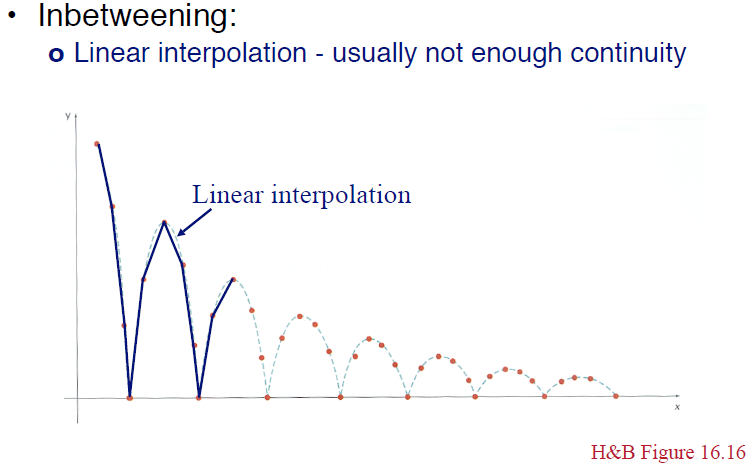 • Inbetweening:
o Linear interpolation - usually not enough continuity
y
Linear interpolation
x
H&B Figure 16.16